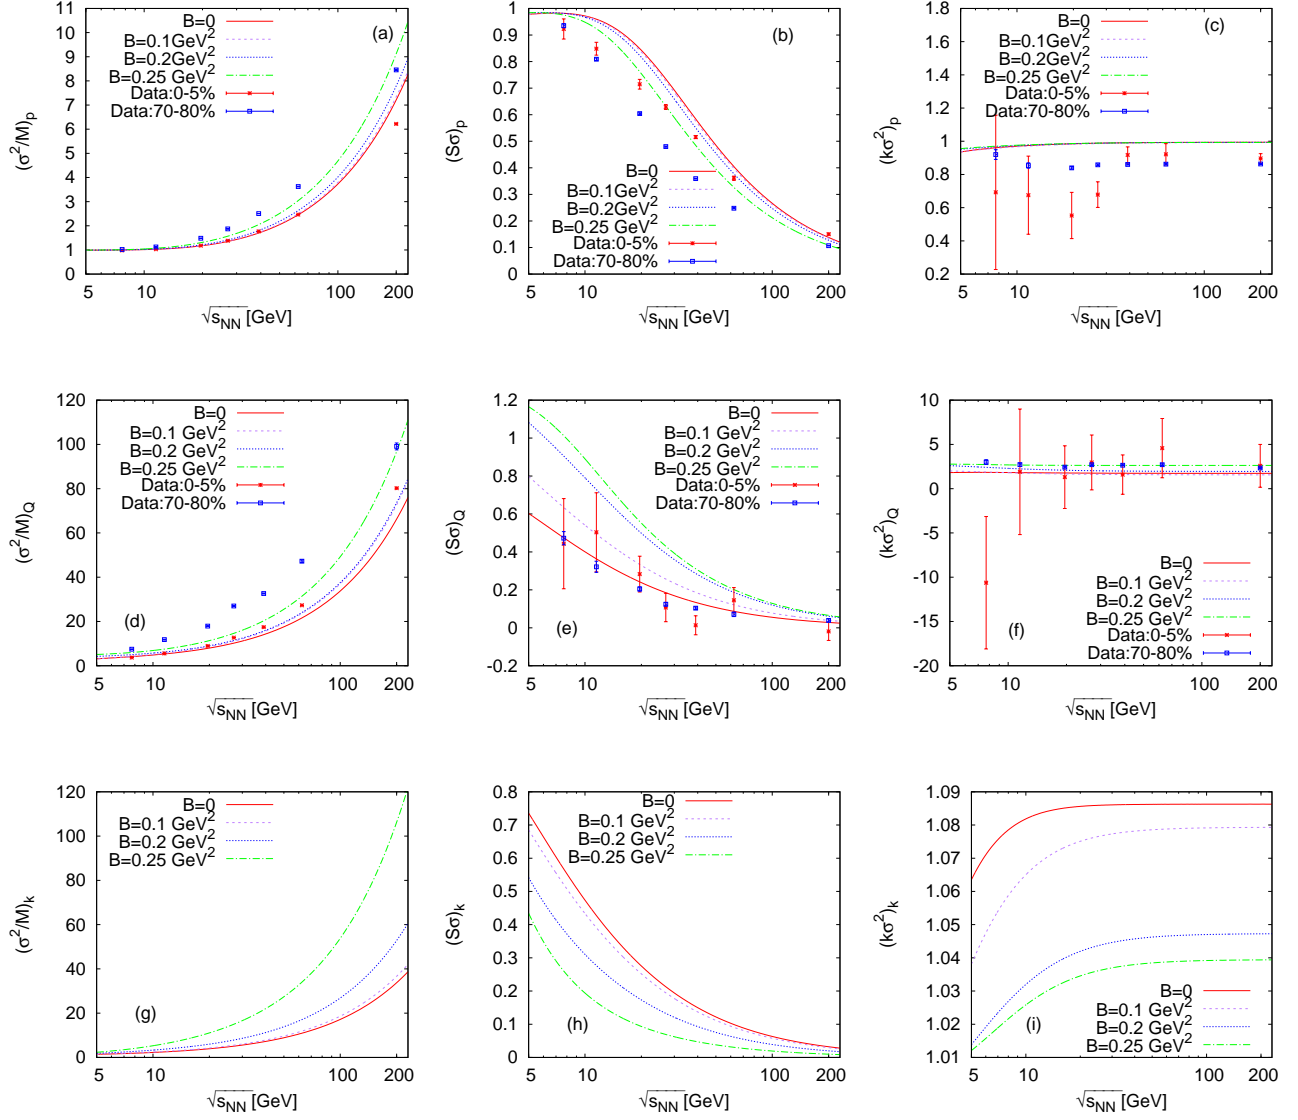 11
10
9
8
7
6
5
4
3
2
1
(σ²/M)ₚ
(a)
B=0
B=0.1GeV²
B=0.2GeV²
B=0.25 GeV²
Data:0-5%
Data:70-80%
5 10 100 200
√sNN [GeV]
1
0.9
0.8
0.7
0.6
0.5
0.4
0.3
0.2
0.1
0
(Sσ)ₚ
(b)
B=0
B=0.1GeV²
B=0.2GeV²
B=0.25 GeV²
Data:0-5%
Data:70-80%
5 10 100 200
√sNN [GeV]
1.8
1.6
1.4
1.2
1
0.8
0.6
0.4
0.2
(kσ²)ₚ
(c)
B=0
B=0.1GeV²
B=0.2GeV²
B=0.25 GeV²
Data:0-5%
Data:70-80%
5 10 100 200
√sNN [GeV]
120
100
80
60
40
20
0
(σ²/M)Q
(d)
B=0
B=0.1 GeV²
B=0.2 GeV²
B=0.25 GeV²
Data:0-5%
Data:70-80%
5 10 100 200
√sNN [GeV]
1.2
1
0.8
0.6
0.4
0.2
0
-0.2
(Sσ)Q
(e)
B=0
B=0.1 GeV²
B=0.2 GeV²
B=0.25 GeV²
Data:0-5%
Data:70-80%
5 10 100 200
√sNN [GeV]
10
5
0
-5
-10
-15
-20
(kσ²)Q
(f)
B=0
B=0.1 GeV²
B=0.2 GeV²
B=0.25 GeV²
Data:0-5%
Data:70-80%
5 10 100 200
√sNN [GeV]
120
100
80
60
40
20
0
(σ²/M)k
(g)
B=0
B=0.1 GeV²
B=0.2 GeV²
B=0.25 GeV²
5 10 100 200
√sNN [GeV]
0.8
0.7
0.6
0.5
0.4
0.3
0.2
0.1
0
(Sσ)k
(h)
B=0
B=0.1 GeV²
B=0.2 GeV²
B=0.25 GeV²
5 10 100 200
√sNN [GeV]
1.09
1.08
1.07
1.06
1.05
1.04
1.03
1.02
1.01
(kσ²)k
(i)
B=0
B=0.1 GeV²
B=0.2 GeV²
B=0.25 GeV²
5 10 100 200
√sNN [GeV]